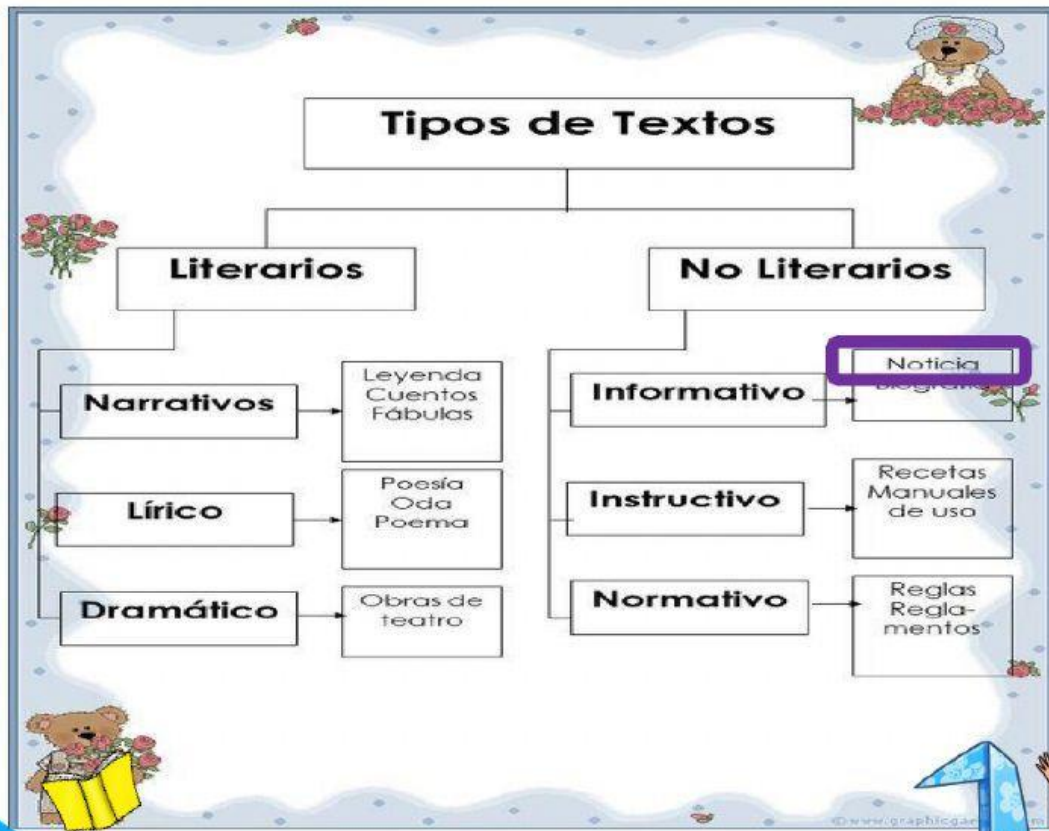 Tipos de Textos
Literarios
No Literarios
Narrativos
Leyenda
Cuentos
Fábulas
Lírico
Poesía
Oda
Poema
Dramático
Obras de
teatro
Informativo
Noticia
Biografía
Instructivo
Recetas
Manuales
de uso
Normativo
Reglas
Regla-
mentos